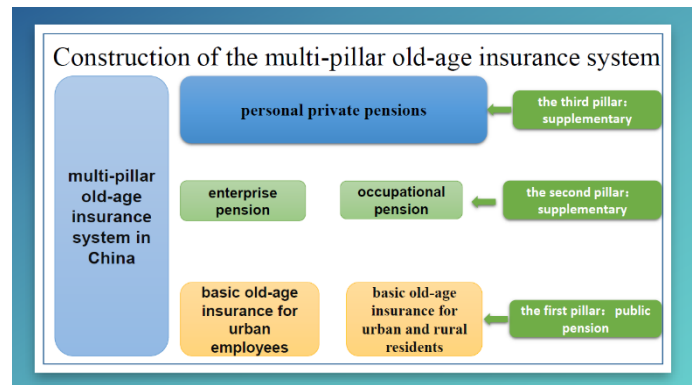 Construction of the multi-pillar old-age insurance system
multi-pillar
old-age
insurance
system in
China
personal private pensions
the third pillar:
supplementary
enterprise
pension
occupational
pension
the second pillar:
supplementary
basic old-age
insurance for
urban
employees
basic old-age
insurance for
urban and rural
residents
the first pillar: public
pension